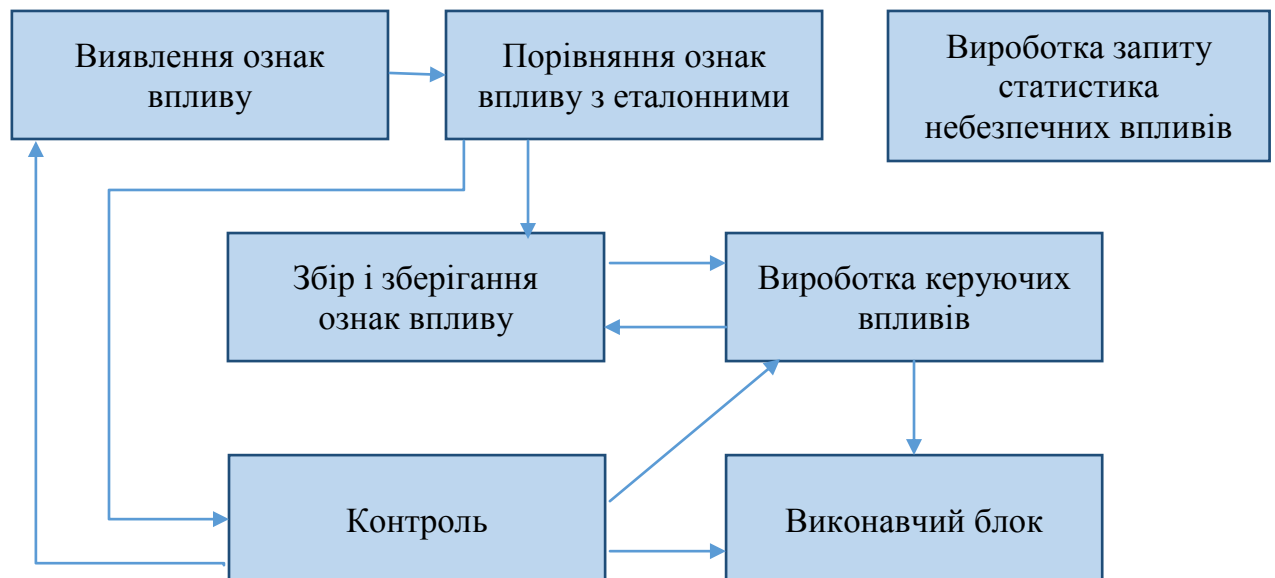 Виявлення ознак
впливу
Порівняння ознак
впливу з еталонними
Вироботка запиту
статистика
небезпечних впливів
Збір і зберігання
ознак впливу
Вироботка керуючих
впливів
Контроль
Виконавчий блок